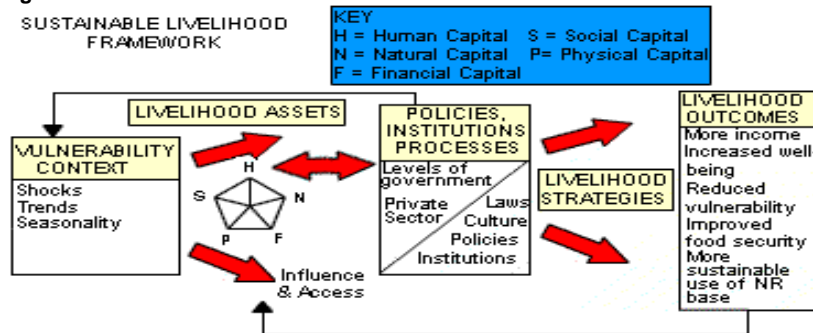 SUSTAINABLE LIVELIHOOD
FRAMEWORK
KEY
H = Human Capital S = Social Capital
N = Natural Capital P= Physical Capital
F = Financial Capital
LIVELIHOOD ASSETS
VULNERABILITY
CONTEXT
Shocks
Trends
Seasonality
H
S
N
P
F
Influence
& Access
POLICIES,
INSTITUTIONS
PROCESSES
Levels of
government
Private
Sector
Laws
Culture
Policies
Institutions
LIVELIHOOD
STRATEGIES
LIVELIHOOD
OUTCOMES
More income
Increased well-
being
Reduced
vulnerability
Improved
food security
More
sustainable
use of NR
base